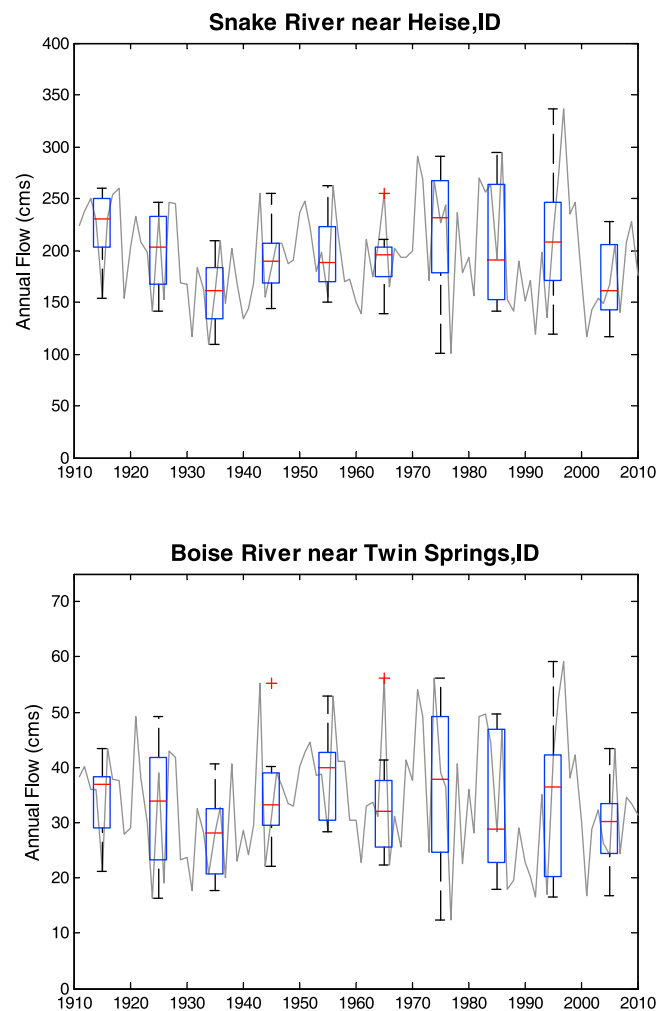 Snake River near Heise,ID
400
350
300
250
200
150
100
50
0
Annual Flow (cms)
1910 1920 1930 1940 1950 1960 1970 1980 1990 2000 2010
Boise River near Twin Springs,ID
70
60
50
40
30
20
10
0
Annual Flow (cms)
1910 1920 1930 1940 1950 1960 1970 1980 1990 2000 2010